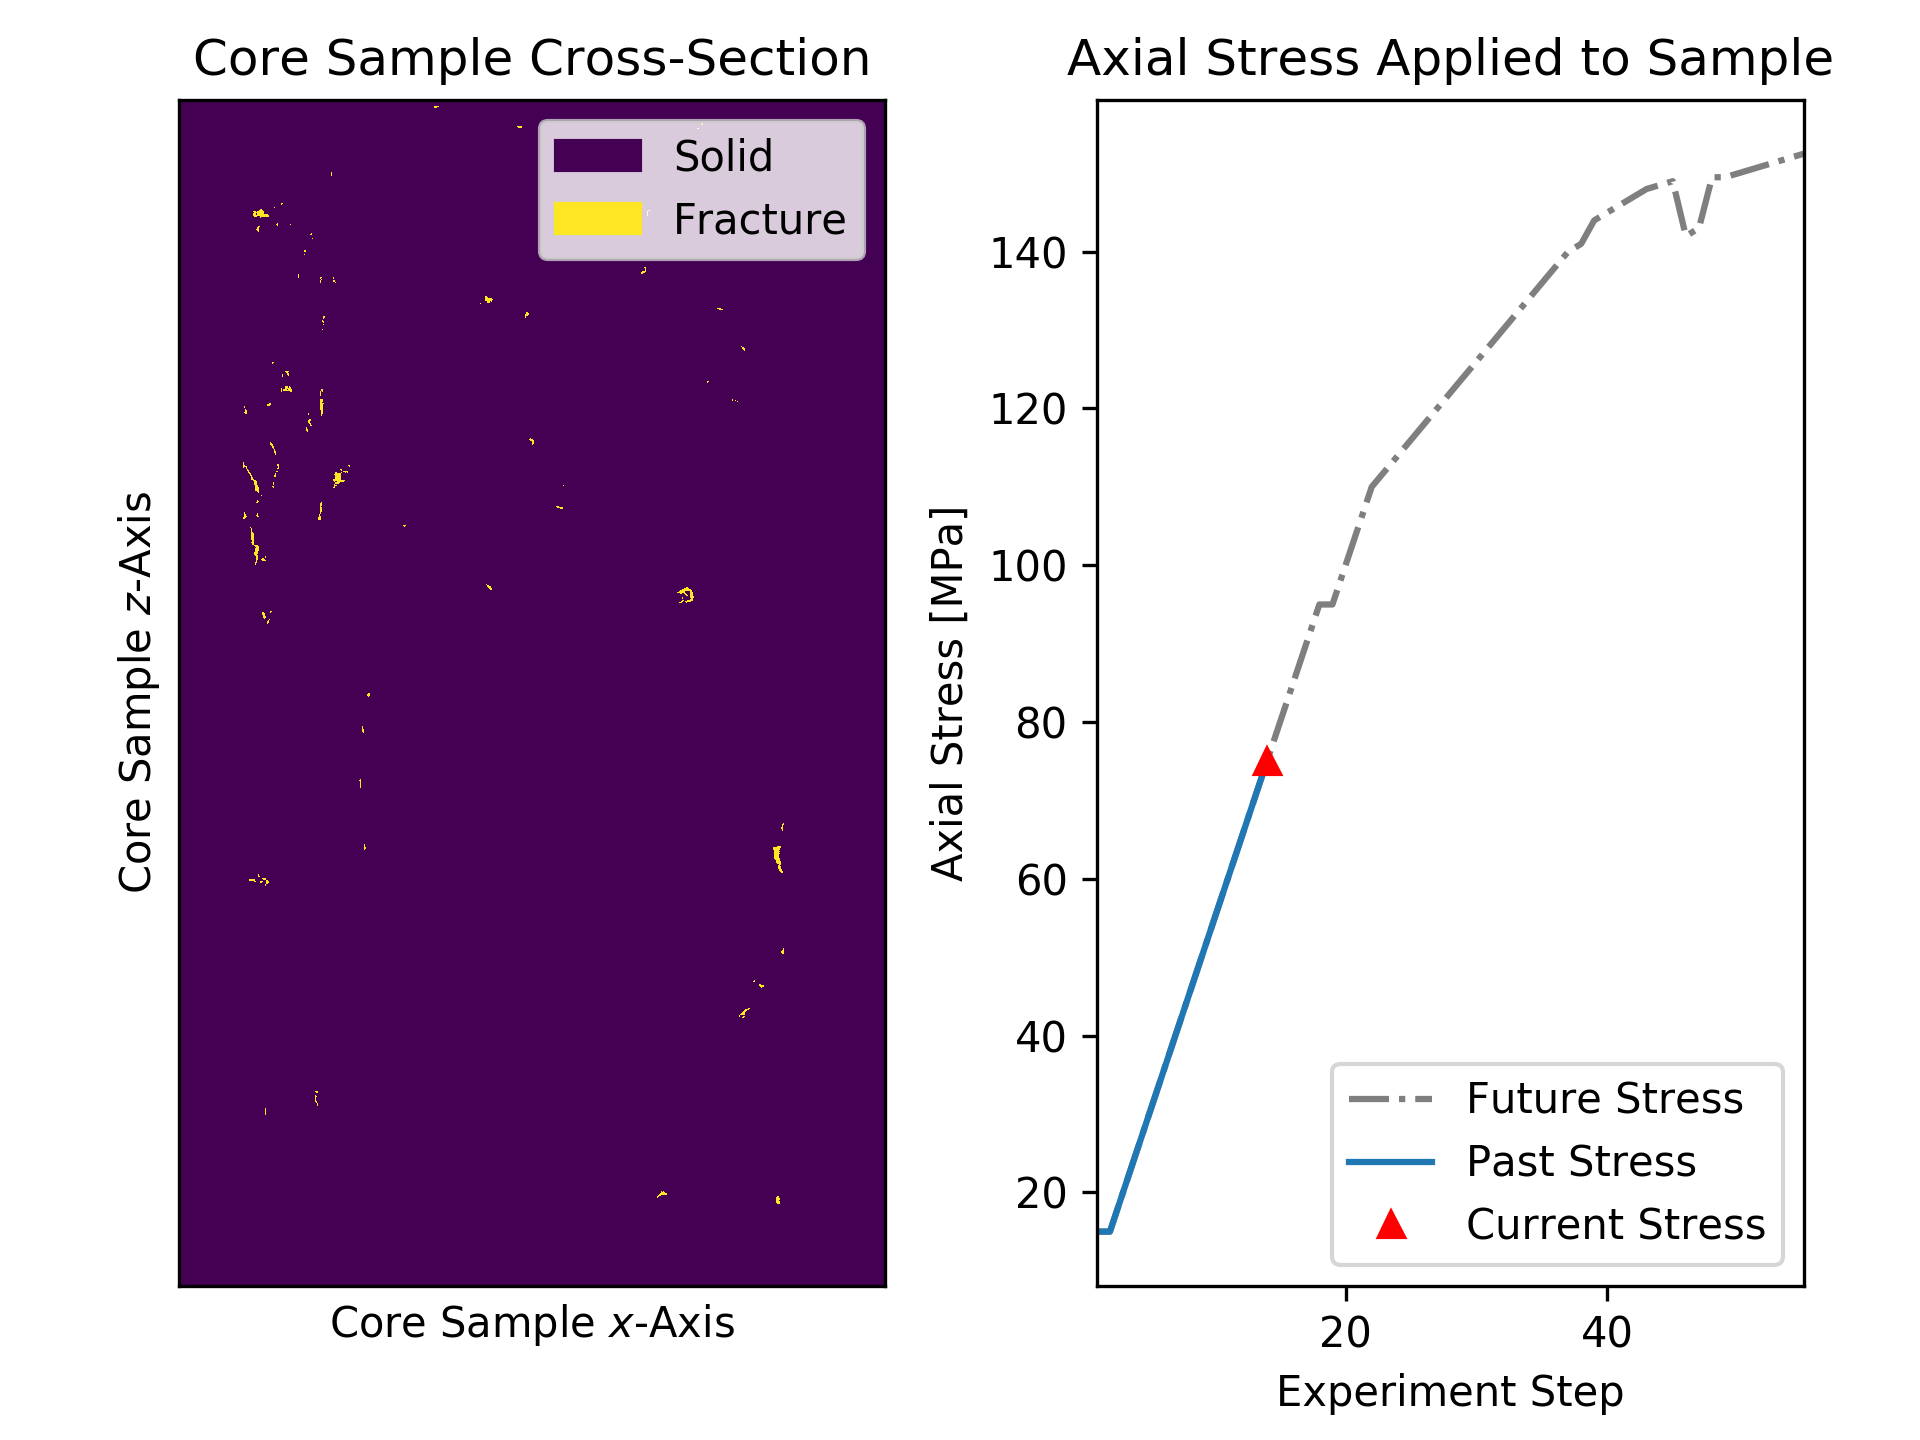 Core Sample Cross-Section
Solid
Fracture
Core Sample z-Axis
Core Sample x-Axis
Axial Stress Applied to Sample
Axial Stress [MPa]
140
120
100
80
60
40
20
Future Stress
Past Stress
Current Stress
20 40
Experiment Step